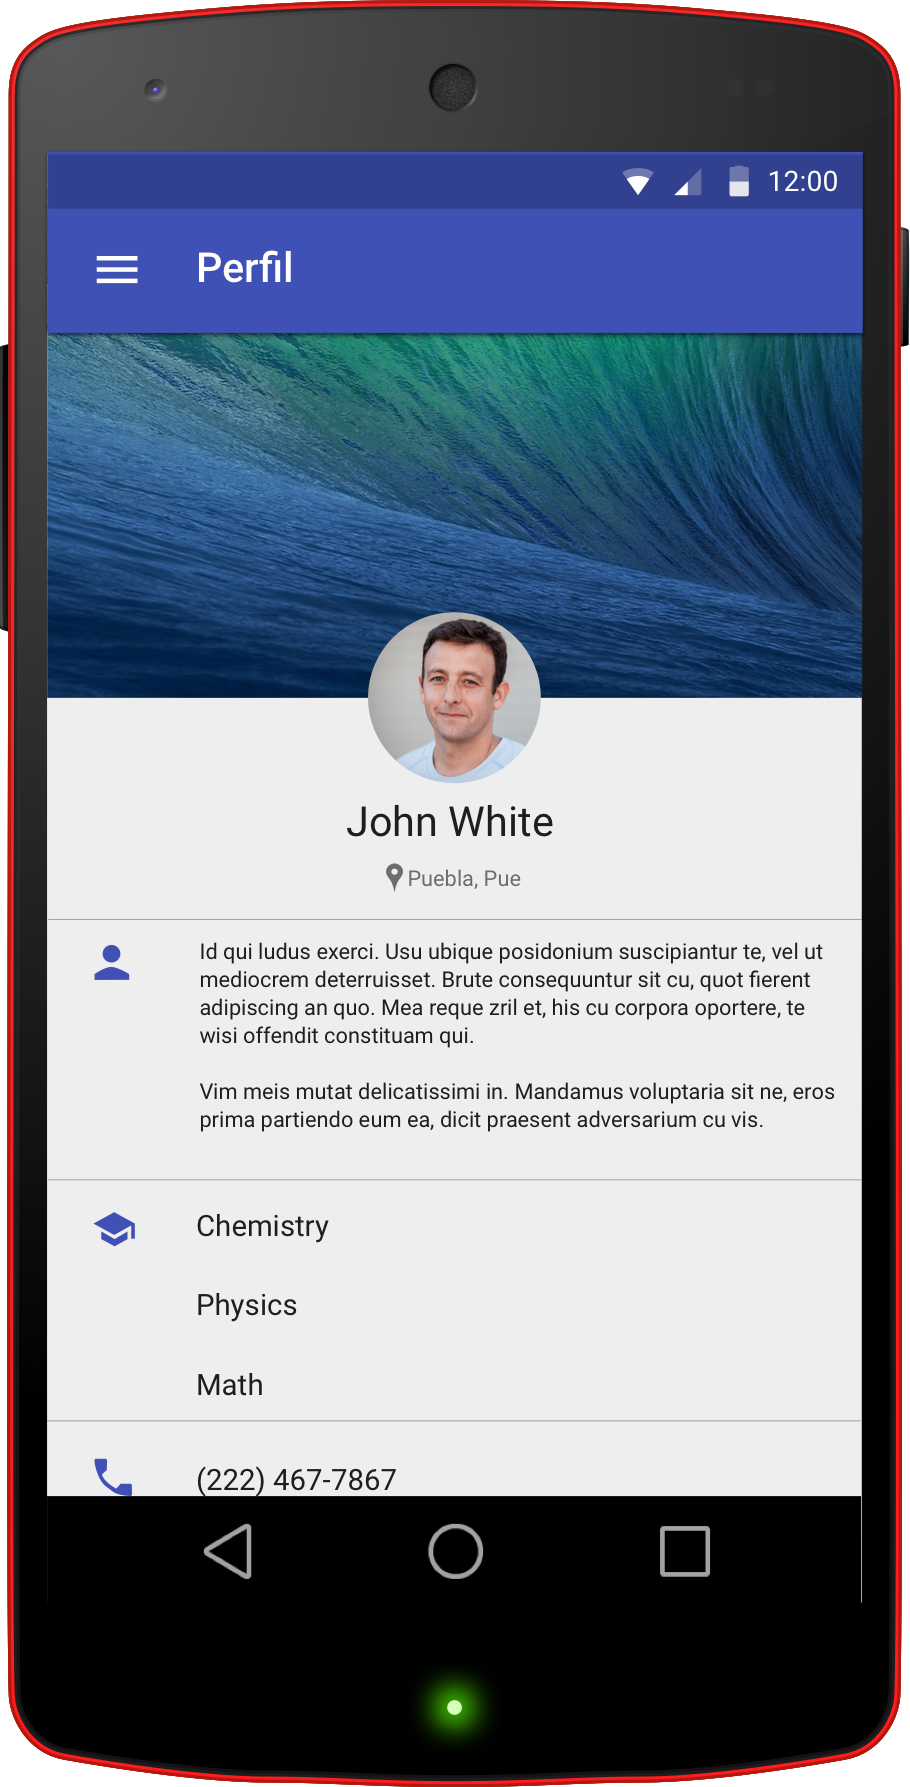 12:00
Perfil
John White
Puebla, Pue
Id qui ludus exerci. Usu ubique posidonium suscipiantur te, vel ut
mediocrem deterruisset. Brute consequuntur sit cu, quot fierent
adipiscing an quo. Mea reque zril et, his cu corpora oportere, te
wisi offendit constituam qui.
Vim meis mutat delicatissimi in. Mandamus voluptaria sit ne, eros
prima partiendo eum ea, dicit praesent adversarium cu vis.
Chemistry
Physics
Math
(222) 467-7867